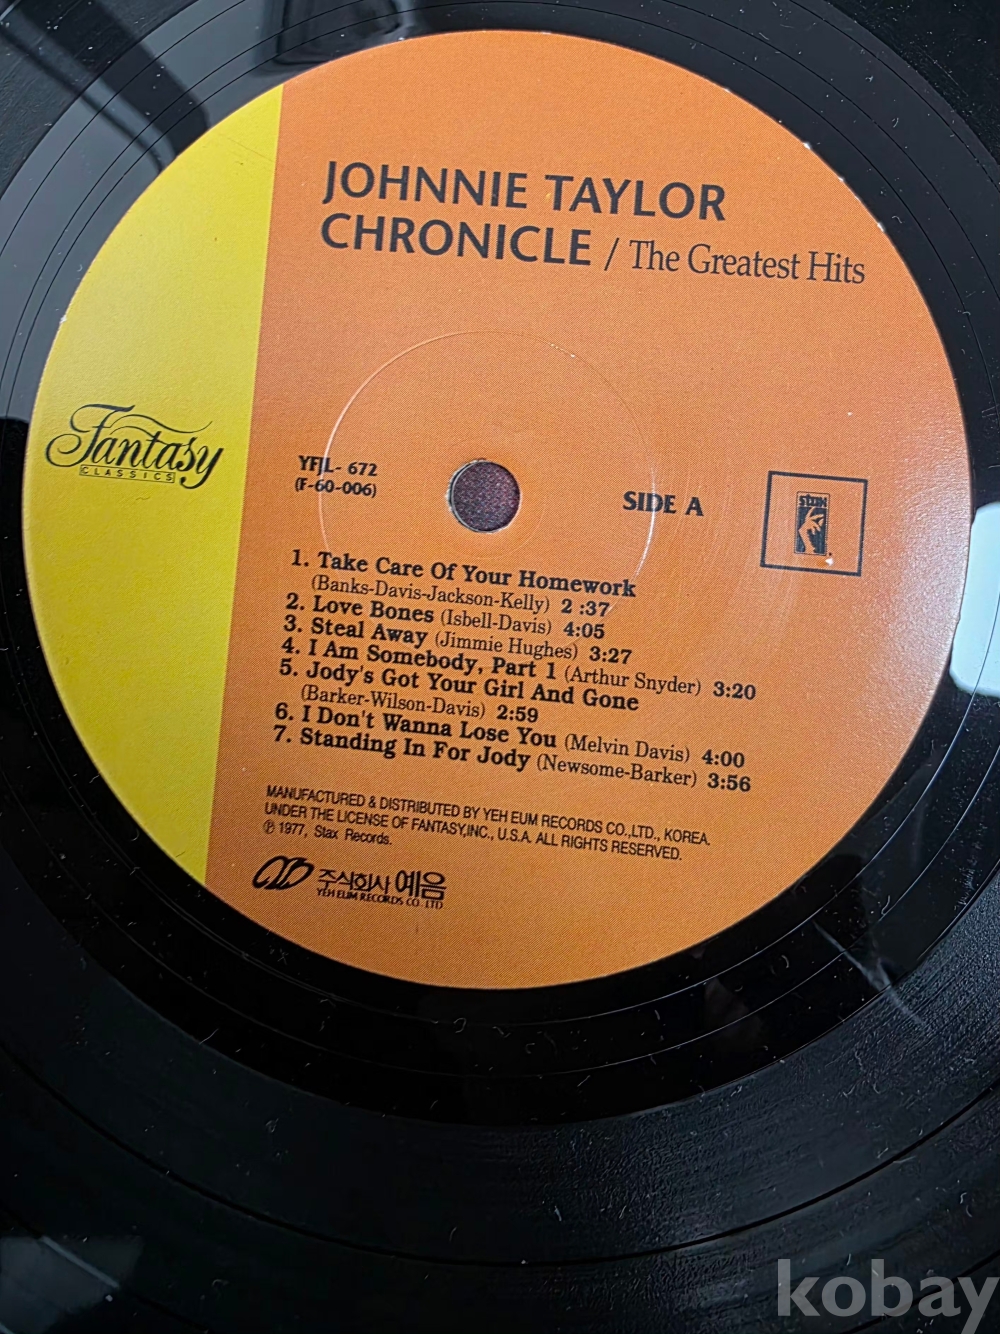 JOHNNIE TAYLOR
CHRONICLE / The Greatest Hits
Fantasy
CLASSICS
YFJL- 672
(F-60-006)
SIDE A
stax
1. Take Care Of Your Homework
(Banks-Davis-Jackson-Kelly) 2 :37
2. Love Bones (Isbell-Davis) 4:05
3. Steal Away (Jimmie Hughes) 3:27
4. I Am Somebody, Part 1 (Arthur Snyder) 3:20
5. Jody's Got Your Girl And Gone
(Barker-Wilson-Davis) 2:59
6. I Don't Wanna Lose You (Melvin Davis) 4:00
7. Standing In For Jody (Newsome-Barker) 3:56
MANUFACTURED & DISTRIBUTED BY YEH EUM RECORDS CO.,LTD., KOREA.
UNDER THE LICENSE OF FANTASY,INC., U.S.A. ALL RIGHTS RESERVED.
℗ 1977, Stax Records.
주식회사 예음
YEH EUM RECORDS CO. LTD
kobay